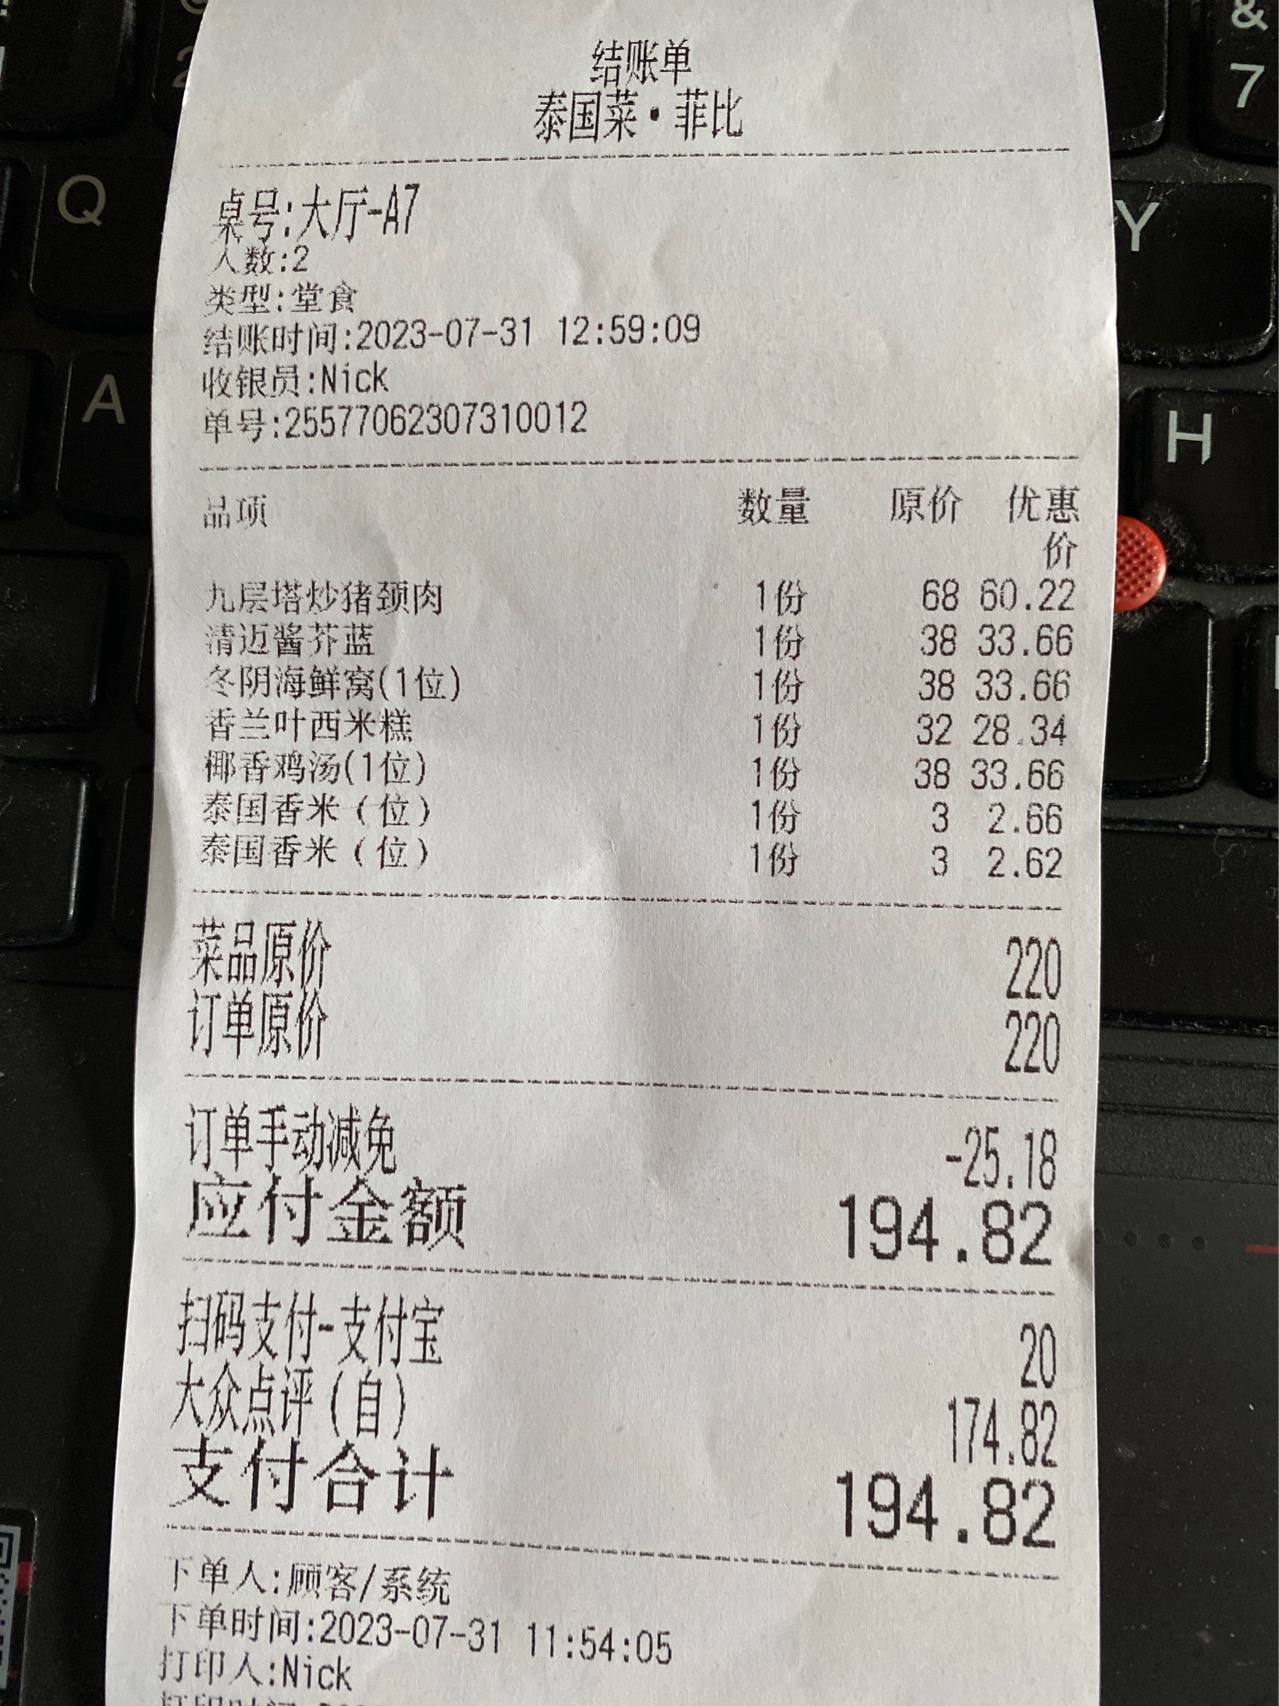 结账单
泰国菜·菲比
桌号:大厅-A7
人数:2
类型:堂食
结账时间:2023-07-31 12:59:09
收银员:Nick
单号:25577062307310012
品项 数量 原价 优惠
价
九层塔炒猪颈肉 1份 68 60.22
清迈酱芥蓝 1份 38 33.66
冬阴海鲜窝(1位) 1份 38 33.66
香兰叶西米糕 1份 32 28.34
椰香鸡汤(1位) 1份 38 33.66
泰国香米(位) 1份 3 2.66
泰国香米(位) 1份 3 2.62
菜品原价 220
订单原价 220
订单手动减免 -25.18
应付金额 194.82
扫码支付-支付宝 20
大众点评(自) 174.82
支付合计 194.82
下单人:顾客/系统
下单时间:2023-07-31 11:54:05
打印人:Nick
Q
A
&
7
Y
H